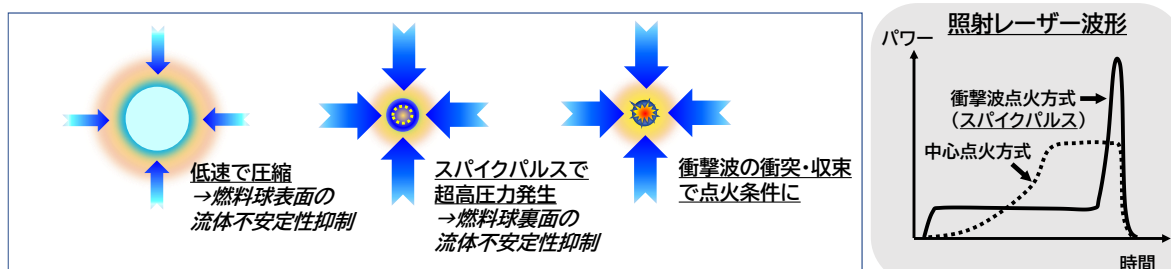 低速で圧縮
→燃料球表面の
流体不安定性抑制
スパイクパルスで
超高圧力発生
→燃料球裏面の
流体不安定性抑制
衝撃波の衝突・収束
で点火条件に
照射レーザー波形
パワー
衝撃波点火方式
(スパイクパルス)
中心点火方式
時間